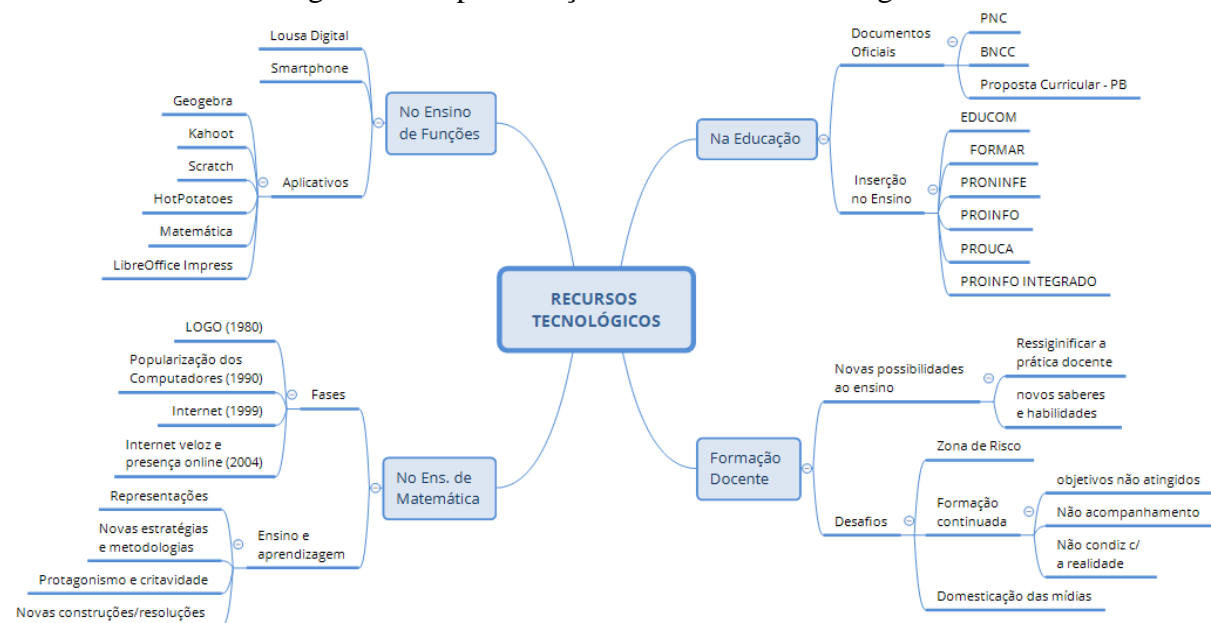 Lousa Digital
Smartphone
No Ensino
de Funções
Geogebra
Kahoot
Scratch
HotPotatoes
Matemática
LibreOffice Impress
Aplicativos
Documentos
Oficiais
PNC
BNCC
Proposta Curricular - PB
Na Educação
Inserção
no Ensino
EDUCOM
FORMAR
PRONINFE
PROINFO
PROUCA
PROINFO INTEGRADO
RECURSOS
TECNOLÓGICOS
LOGO (1980)
Popularização dos
Computadores (1990)
Internet (1999)
Internet veloz e
presença online (2004)
Fases
No Ens. de
Matemática
Representações
Novas estratégias
e metodologias
Protagonismo e critavidade
Novas construções/resoluções
Ensino e
aprendizagem
Novas possibilidades
ao ensino
Ressiginificar a
prática docente
novos saberes
e habilidades
Formação
Docente
Desafios
Zona de Risco
Formação
continuada
objetivos não atingidos
Não acompanhamento
Não condiz c/
a realidade
Domesticação das mídias